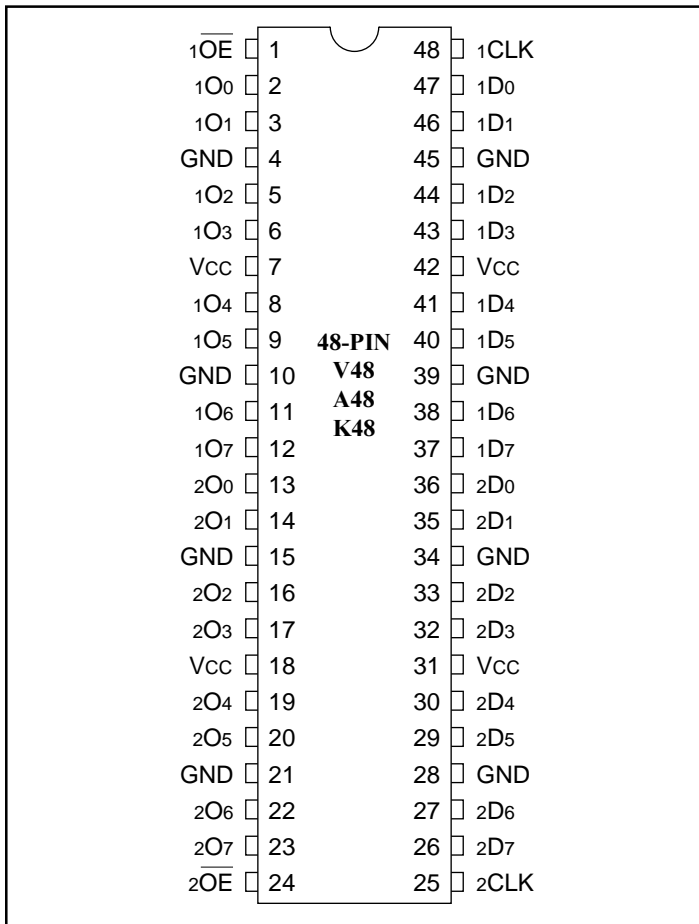 1O̅E̅ 1 48 1CLK
1O0 2 47 1D0
1O1 3 46 1D1
GND 4 45 GND
1O2 5 44 1D2
1O3 6 43 1D3
VCC 7 42 VCC
1O4 8 41 1D4
1O5 9 48-PIN 40 1D5
GND 10 V48 39 GND
1O6 11 A48 38 1D6
1O7 12 K48 37 1D7
2O0 13 36 2D0
2O1 14 35 2D1
GND 15 34 GND
2O2 16 33 2D2
2O3 17 32 2D3
VCC 18 31 VCC
2O4 19 30 2D4
2O5 20 29 2D5
GND 21 28 GND
2O6 22 27 2D6
2O7 23 26 2D7
2O̅E̅ 24 25 2CLK